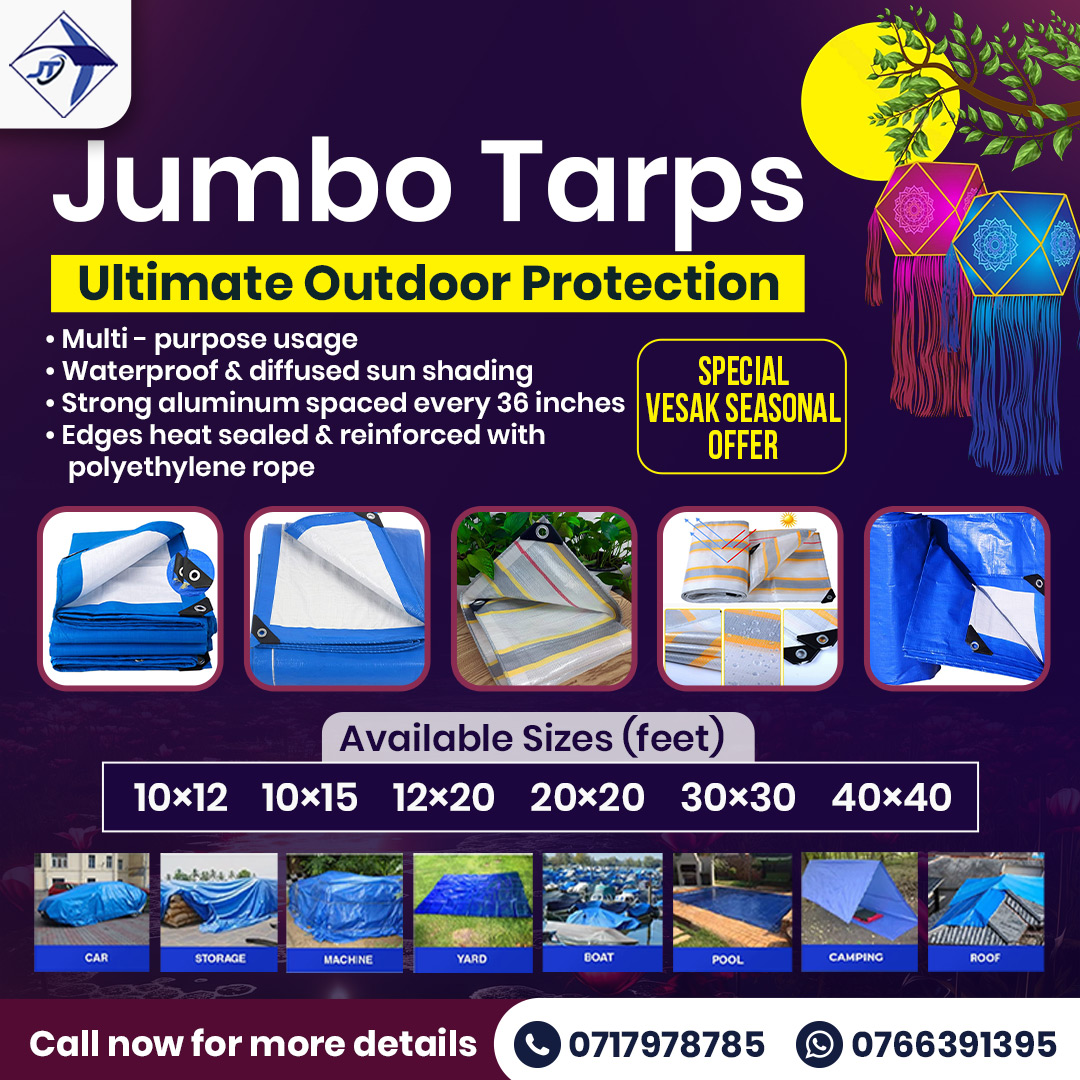 JT
Jumbo Tarps
Ultimate Outdoor Protection
• Multi - purpose usage
• Waterproof & diffused sun shading
• Strong aluminum spaced every 36 inches
• Edges heat sealed & reinforced with
polyethylene rope
SPECIAL
VESAK SEASONAL
OFFER
Available Sizes (feet)
10×12 10×15 12×20 20×20 30×30 40×40
CAR STORAGE MACHINE YARD BOAT POOL CAMPING ROOF
Call now for more details 0717978785 0766391395